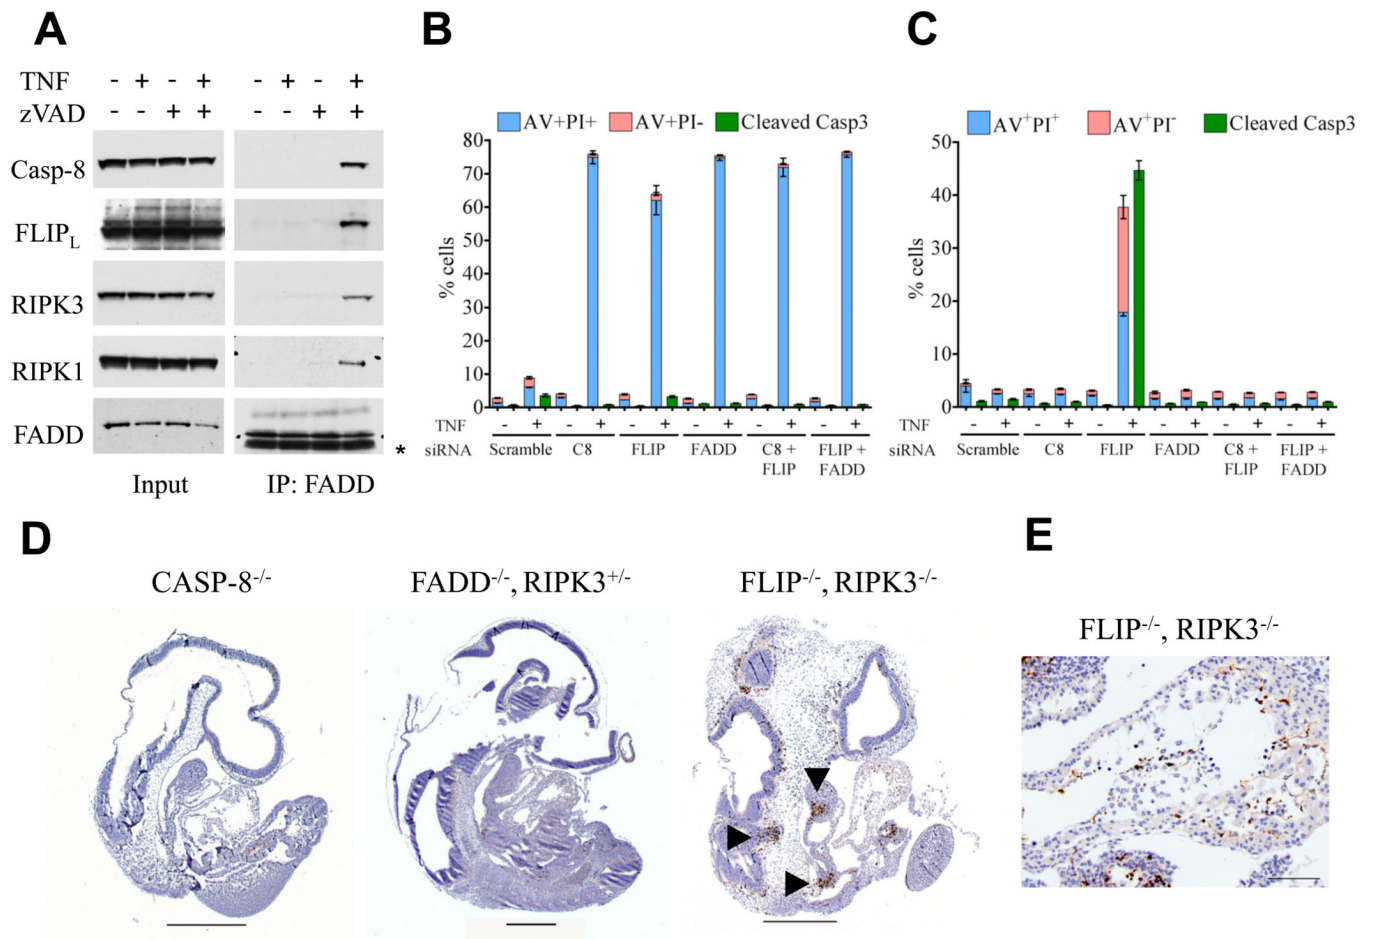 A
TNF - + - + - - + +
zVAD - - + + - - + +
Casp-8
FLIP_L
RIPK3
RIPK1
FADD
*
Input IP: FADD
B
AV+PI+ AV+PI- Cleaved Casp3
% cells
80
70
60
50
40
30
20
10
0
TNF - + - + - + - + - + - +
siRNA Scramble C8 FLIP FADD C8 + FLIP +
FLIP FADD
C
AV⁺PI⁺ AV⁺PI⁻ Cleaved Casp3
% cells
50
40
30
20
10
0
TNF - + - + - + - + - + - +
siRNA Scramble C8 FLIP FADD C8 + FLIP +
FLIP FADD
D
CASP-8⁻/⁻ FADD⁻/⁻, RIPK3⁺/⁻ FLIP⁻/⁻, RIPK3⁻/⁻
E
FLIP⁻/⁻, RIPK3⁻/⁻